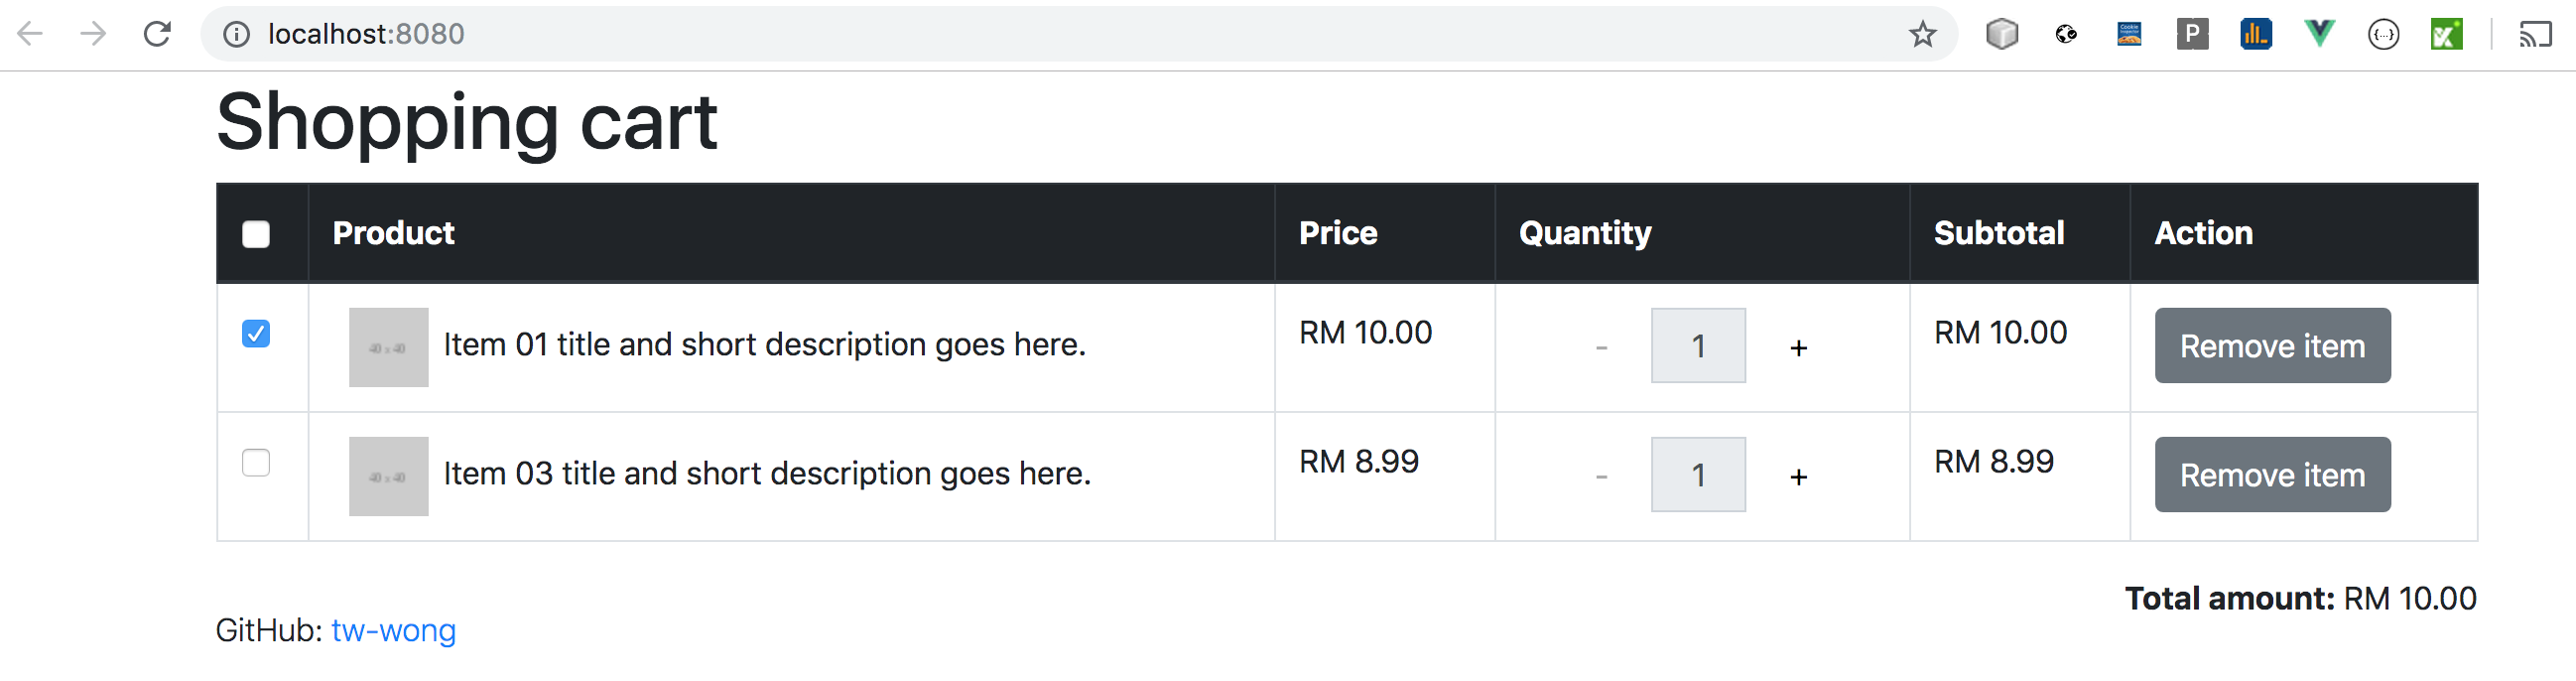 localhost:8080
Shopping cart
Product Price Quantity Subtotal Action
40 x 40 Item 01 title and short description goes here. RM 10.00 - 1 + RM 10.00 Remove item
40 x 40 Item 03 title and short description goes here. RM 8.99 - 1 + RM 8.99 Remove item
Total amount: RM 10.00
GitHub: tw-wong